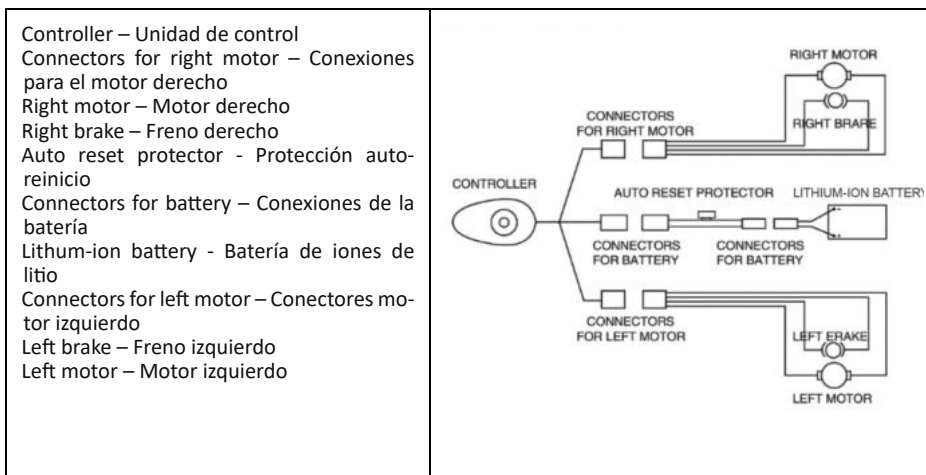 Controller – Unidad de control
Connectors for right motor – Conexiones
para el motor derecho
Right motor – Motor derecho
Right brake – Freno derecho
Auto reset protector - Protección auto-
reinicio
Connectors for battery – Conexiones de la
batería
Lithum-ion battery - Batería de iones de
litio
Connectors for left motor – Conectores mo-
tor izquierdo
Left brake – Freno izquierdo
Left motor – Motor izquierdo
RIGHT MOTOR
RIGHT BRARE
CONNECTORS
FOR RIGHT MOTOR
CONTROLLER
AUTO RESET PROTECTOR
LITHIUM-ION BATTERY
CONNECTORS
FOR BATTERY
CONNECTORS
FOR BATTERY
CONNECTORS
FOR LEFT MOTOR
LEFT ERAKE
LEFT MOTOR